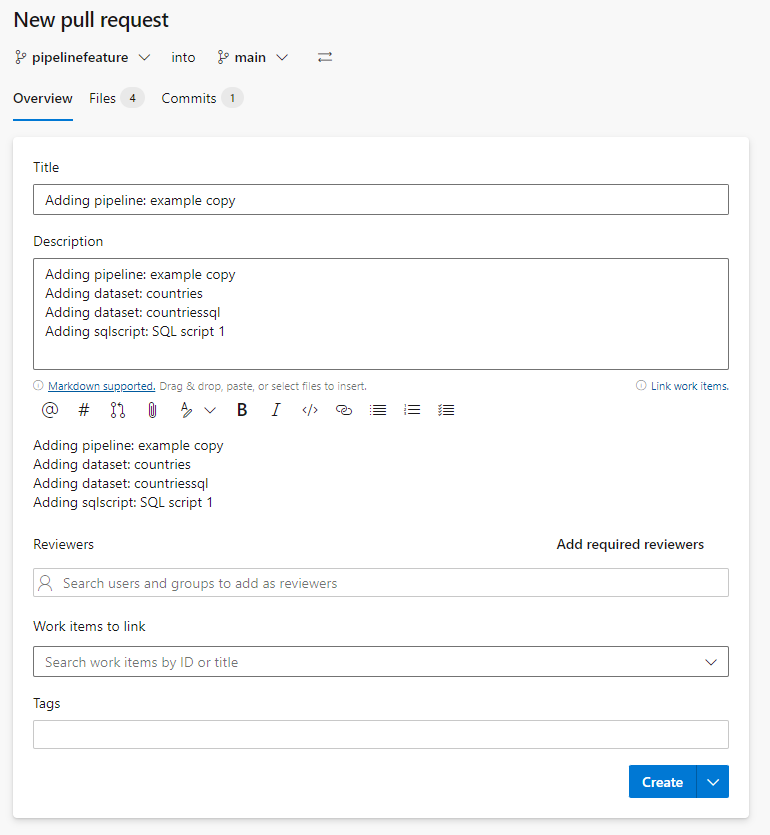 New pull request
pipelinefeature into main
Overview Files 4 Commits 1
Title
Adding pipeline: example copy
Description
Adding pipeline: example copy
Adding dataset: countries
Adding dataset: countriessql
Adding sqlscript: SQL script 1
Markdown supported. Drag & drop, paste, or select files to insert. Link work items.
@ # B I </>
Adding pipeline: example copy
Adding dataset: countries
Adding dataset: countriessql
Adding sqlscript: SQL script 1
Reviewers Add required reviewers
Search users and groups to add as reviewers
Work items to link
Search work items by ID or title
Tags
Create